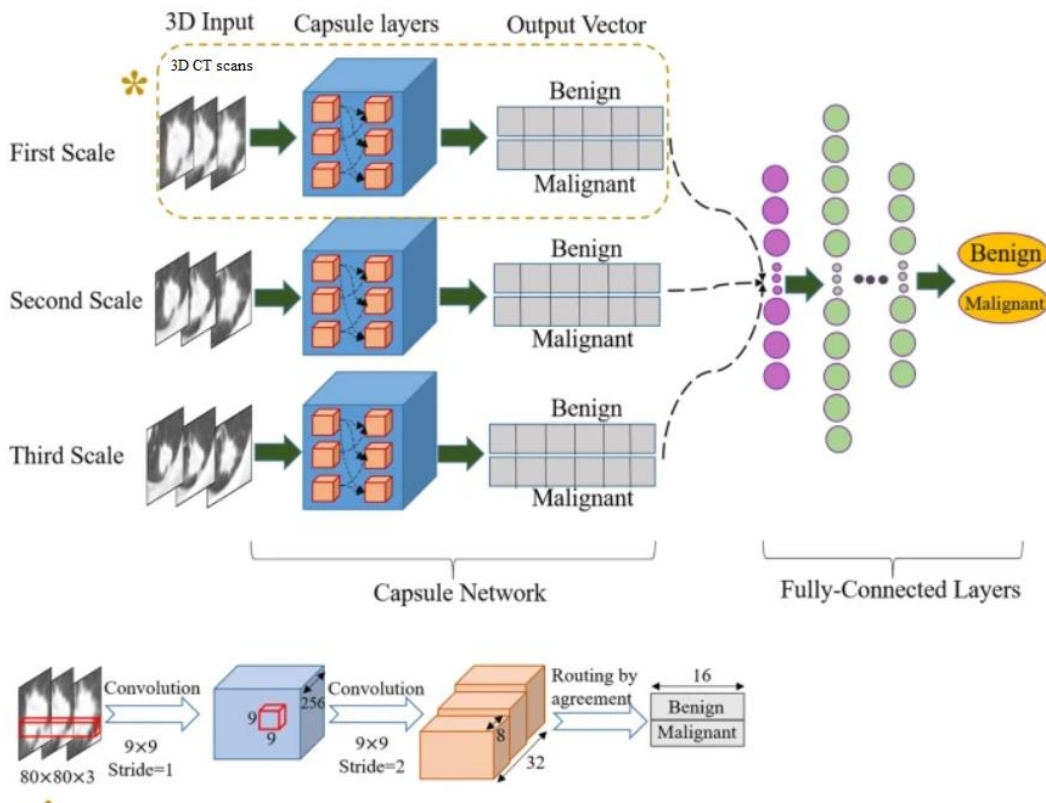 3D Input
Capsule layers
Output Vector
*
3D CT scans
Benign
First Scale
Malignant
Benign
Second Scale
Malignant
Benign
Malignant
Benign
Third Scale
Malignant
Capsule Network
Fully-Connected Layers
Convolution
9×9
Stride=1
80×80×3
256
9
9
Convolution
9×9
Stride=2
8
32
Routing by
agreement
16
Benign
Malignant